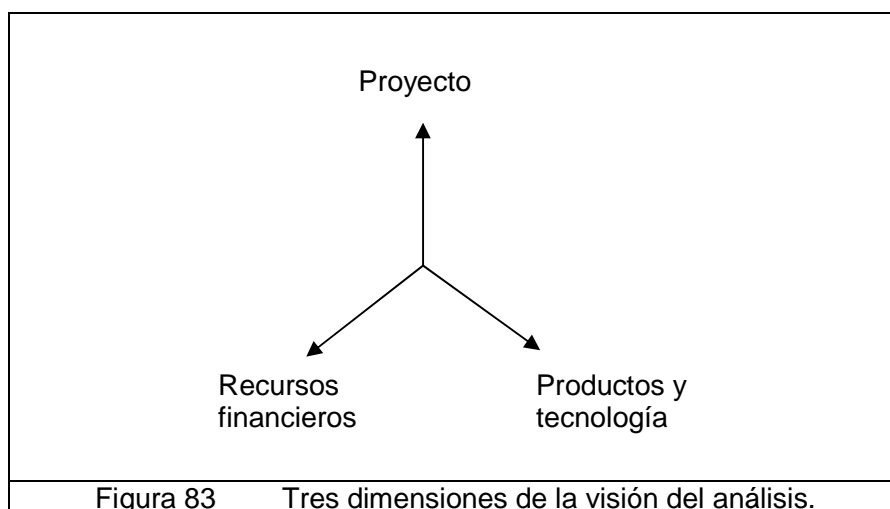 Proyecto
Recursos
financieros
Productos y
tecnología
Figura 83 Tres dimensiones de la visión del análisis.